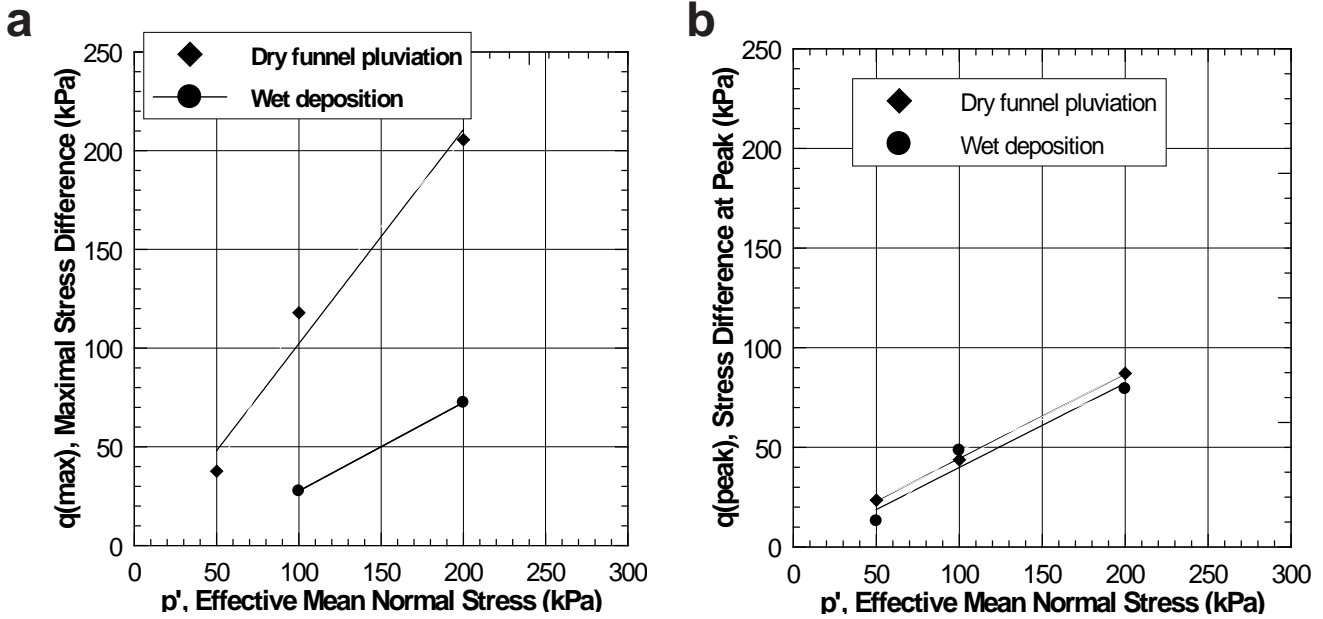 a
q(max), Maximal Stress Difference (kPa)
250
200
150
100
50
0
Dry funnel pluviation
Wet deposition
0 50 100 150 200 250 300
p', Effective Mean Normal Stress (kPa)
b
q(peak), Stress Difference at Peak (kPa)
250
200
150
100
50
0
Dry funnel pluviation
Wet deposition
0 50 100 150 200 250 300
p', Effective Mean Normal Stress (kPa)